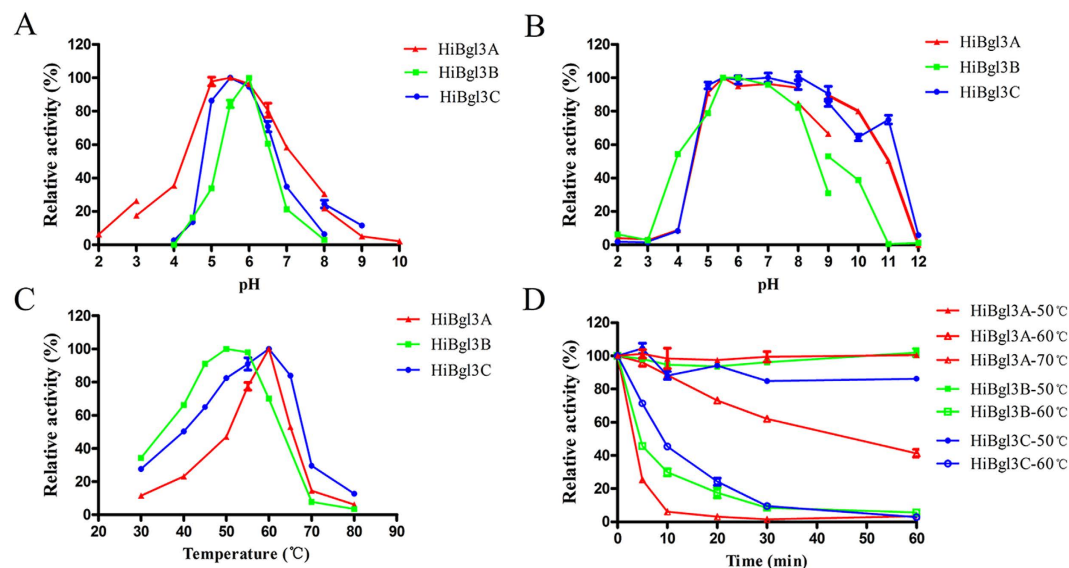 A
HiBgl3A
HiBgl3B
HiBgl3C
Relative activity (%)
120
100
80
60
40
20
0
2 3 4 5 6 7 8 9 10
pH
B
HiBgl3A
HiBgl3B
HiBgl3C
Relative activity (%)
120
100
80
60
40
20
0
2 3 4 5 6 7 8 9 10 11 12
pH
C
HiBgl3A
HiBgl3B
HiBgl3C
Relative activity (%)
120
100
80
60
40
20
0
20 30 40 50 60 70 80 90
Temperature (℃)
D
HiBgl3A-50℃
HiBgl3A-60℃
HiBgl3A-70℃
HiBgl3B-50℃
HiBgl3B-60℃
HiBgl3C-50℃
HiBgl3C-60℃
Relative activity (%)
120
100
80
60
40
20
0
0 10 20 30 40 50 60
Time (min)